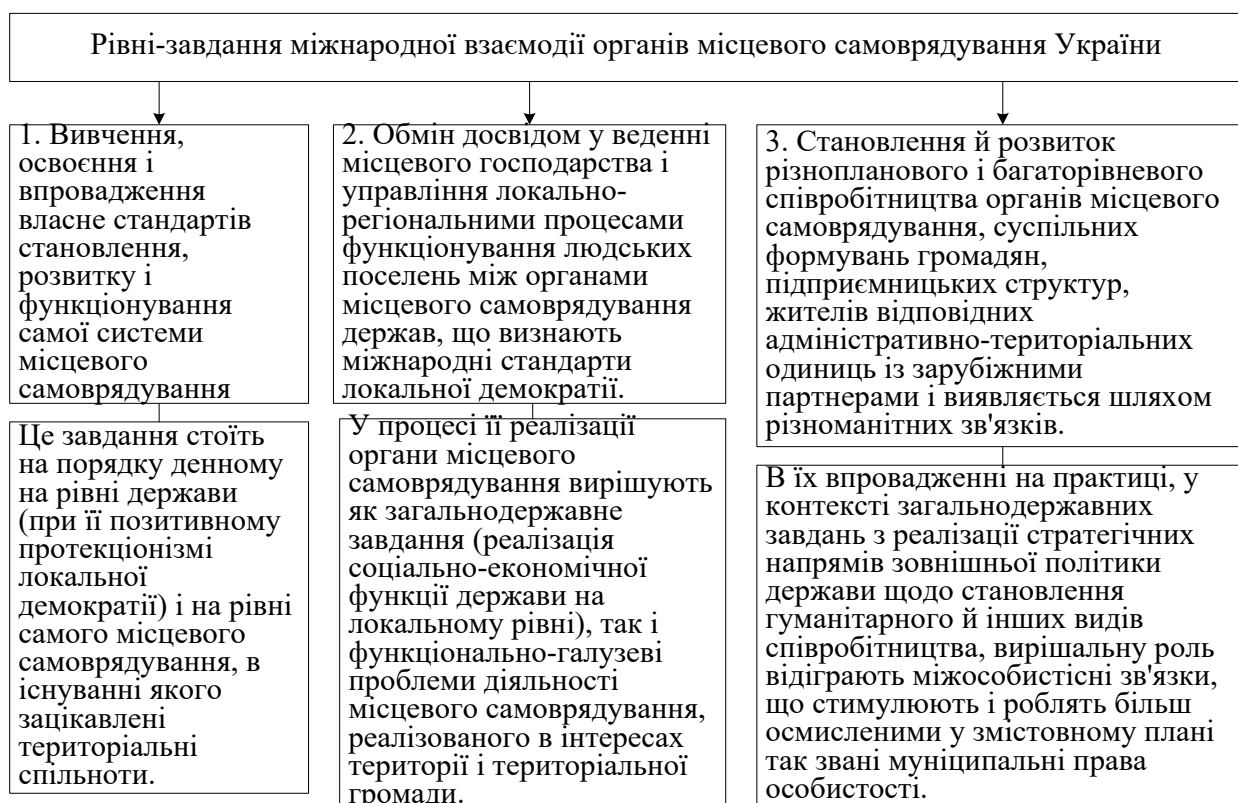 Рівні-завдання міжнародної взаємодії органів місцевого самоврядування України
1. Вивчення,
освоєння і
впровадження
власне стандартів
становлення,
розвитку і
функціонування
самої системи
місцевого
самоврядування
Це завдання стоїть
на порядку денному
на рівні держави
(при її позитивному
протекціонізмі
локальної
демократії) і на рівні
самого місцевого
самоврядування, в
існуванні якого
зацікавлені
територіальні
спільноти.
2. Обмін досвідом у веденні
місцевого господарства і
управління локально-
регіональними процесами
функціонування людських
поселень між органами
місцевого самоврядування
держав, що визнають
міжнародні стандарти
локальної демократії.
У процесі її реалізації
органи місцевого
самоврядування вирішують
як загальнодержавне
завдання (реалізація
соціально-економічної
функції держави на
локальному рівні), так і
функціонально-галузеві
проблеми діяльності
місцевого самоврядування,
реалізованого в інтересах
території і територіальної
громади.
3. Становлення й розвиток
різнопланового і багаторівневого
співробітництва органів місцевого
самоврядування, суспільних
формувань громадян,
підприємницьких структур,
жителів відповідних
адміністративно-територіальних
одиниць із зарубіжними
партнерами і виявляється шляхом
різноманітних зв'язків.
В їх впровадженні на практиці, у
контексті загальнодержавних
завдань з реалізації стратегічних
напрямів зовнішньої політики
держави щодо становлення
гуманітарного й інших видів
співробітництва, вирішальну роль
відіграють міжособистісні зв'язки,
що стимулюють і роблять більш
осмисленими у змістовному плані
так звані муніципальні права
особистості.